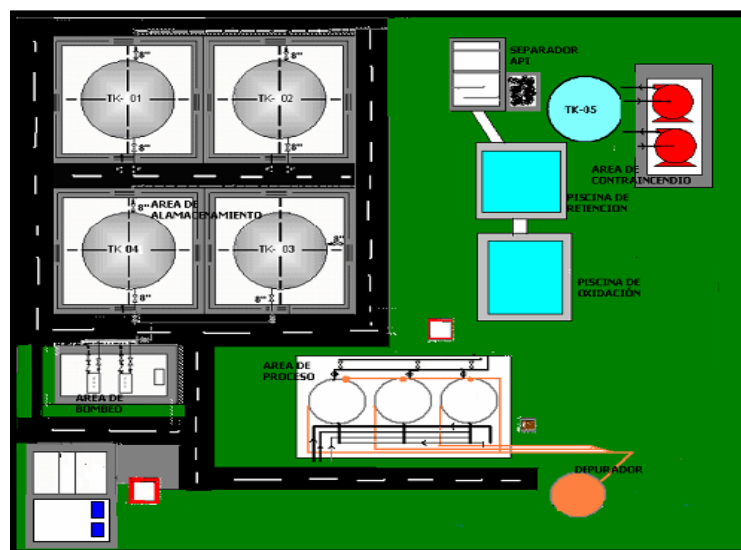 8"
8"
SEPARADOR
API
TK- 01
TK- 02
TK-05
8"
8"
AREA DE
CONTRAINCENDIO
PISCINA DE
RETENCION
8"
AREA DE
ALAMACENAMIENTO
TK 04
TK- 03
8"
PISCINA DE
OXIDACIÓN
8"
8"
AREA DE
PROCESO
AREA DE
BOMBEO
DEPURADOR